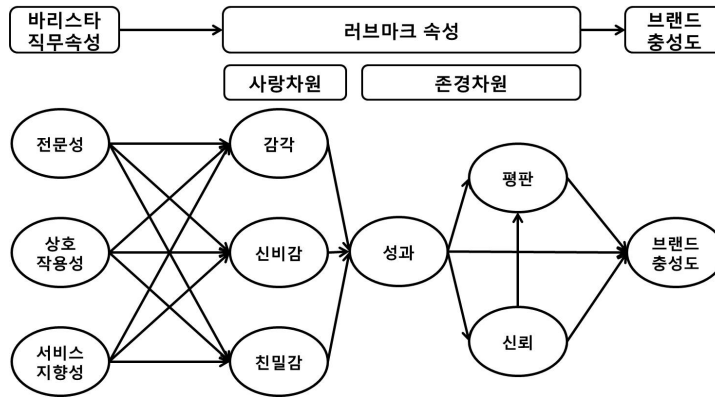 바리스타
직무속성
러브마크 속성
브랜드
충성도
사랑차원
존경차원
전문성
감각
평판
상호
작용성
신비감
성과
브랜드
충성도
서비스
지향성
친밀감
신뢰